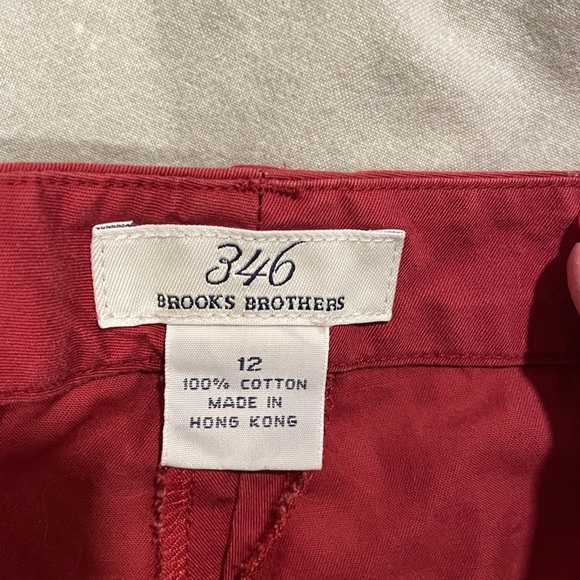 346
BROOKS BROTHERS
12
100% COTTON
MADE IN
HONG KONG